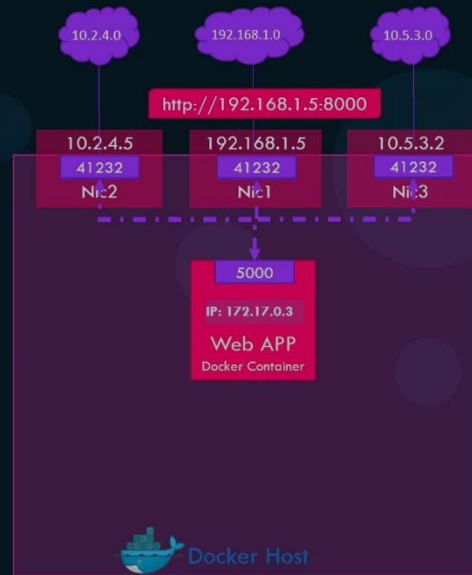 10.2.4.0
192.168.1.0
10.5.3.0
http://192.168.1.5:8000
10.2.4.5
192.168.1.5
10.5.3.2
41232
41232
41232
Nic2
Nic1
Nic3
5000
IP: 172.17.0.3
Web APP
Docker Container
Docker Host